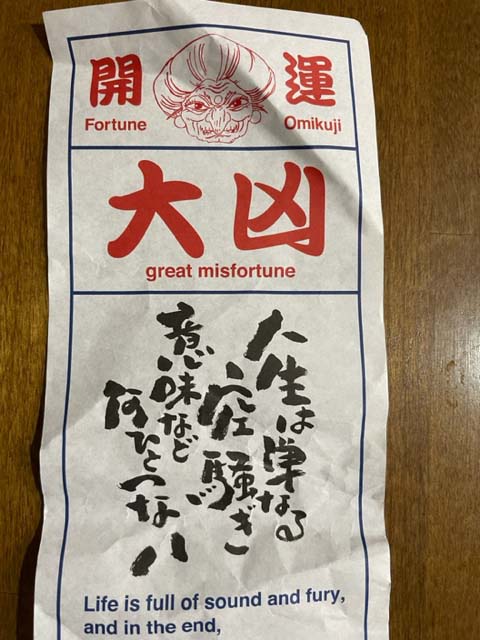 開運
Fortune Omikuji
大凶
great misfortune
人生は単なる
空騒ぎ
意味など
何ひとつない
Life is full of sound and fury,
and in the end,